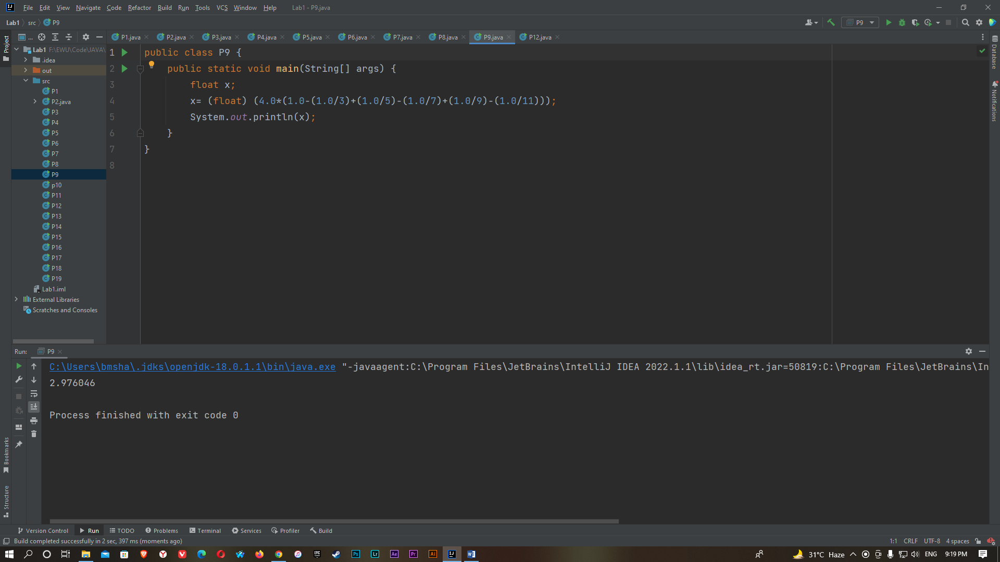 File Edit View Navigate Code Refactor Build Run Tools VCS Window Help Lab1 - P9.java
Lab1 src P9 P9
... P1.java P2.java P3.java P4.java P5.java P6.java P7.java P8.java P9.java P12.java
Project
Lab1 F:\EWU\Code\JAVA\
.idea
out
src
P1
P2.java
P3
P4
P5
P6
P7
P8
P9
p10
P11
P12
P13
P14
P15
P16
P17
P18
P19
Lab1.iml
External Libraries
Scratches and Consoles
1 public class P9 {
2 public static void main(String[] args) {
3 float x;
4 x= (float) (4.0*(1.0-(1.0/3)+(1.0/5)-(1.0/7)+(1.0/9)-(1.0/11)));
5 System.out.println(x);
6 }
7 }
8
Database
Notifications
Run: P9
C:\Users\bmsha\.jdks\openjdk-18.0.1.1\bin\java.exe "-javaagent:C:\Program Files\JetBrains\IntelliJ IDEA 2022.1.1\lib\idea_rt.jar=50819:C:\Program Files\JetBrains\In
2.976046
Process finished with exit code 0
Bookmarks
Structure
Version Control Run TODO Problems Terminal Services Profiler Build
Build completed successfully in 2 sec, 397 ms (moments ago) 1:1 CRLF UTF-8 4 spaces
Ps Lr Ae Pr Ai IJ 31°C Haze ENG 9:19 PM